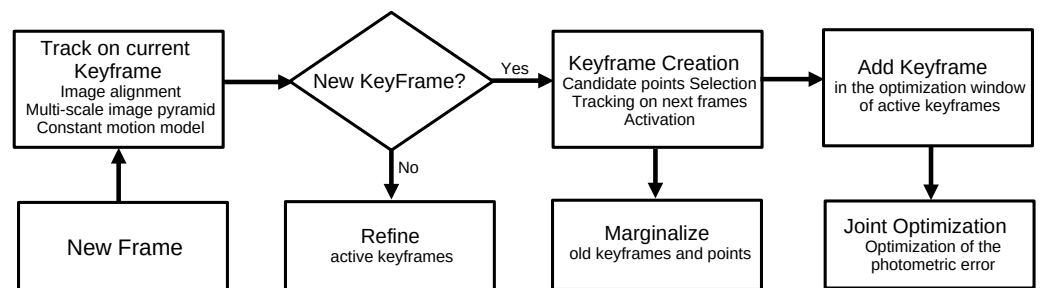 Track on current
Keyframe
Image alignment
Multi-scale image pyramid
Constant motion model
New KeyFrame?
Yes
No
Keyframe Creation
Candidate points Selection
Tracking on next frames
Activation
Add Keyframe
in the optimization window
of active keyframes
New Frame
Refine
active keyframes
Marginalize
old keyframes and points
Joint Optimization
Optimization of the
photometric error